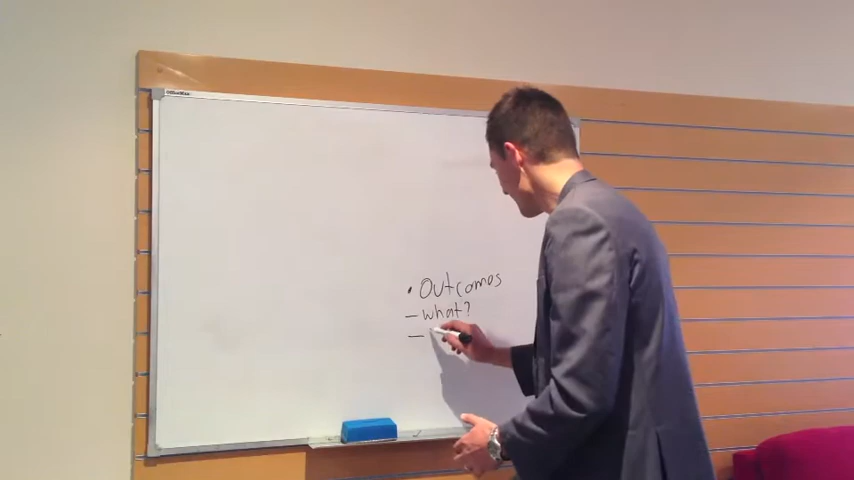 • Outcomes
- what?
-